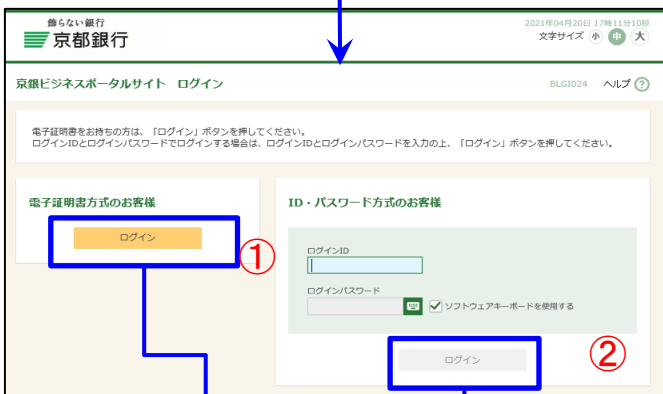 飾らない銀行
京都銀行
2021年04月20日 17時11分10秒
文字サイズ 小 中 大
京銀ビジネスポータルサイト ログイン
BLGI024 ヘルプ ?
電子証明書をお持ちの方は、「ログイン」ボタンを押してください。
ログインIDとログインパスワードでログインする場合は、ログインIDとログインパスワードを入力の上、「ログイン」ボタンを押してください。
電子証明書方式のお客様
ログイン
①
ID・パスワード方式のお客様
ログインID
ログインパスワード
ソフトウェアキーボードを使用する
ログイン
②